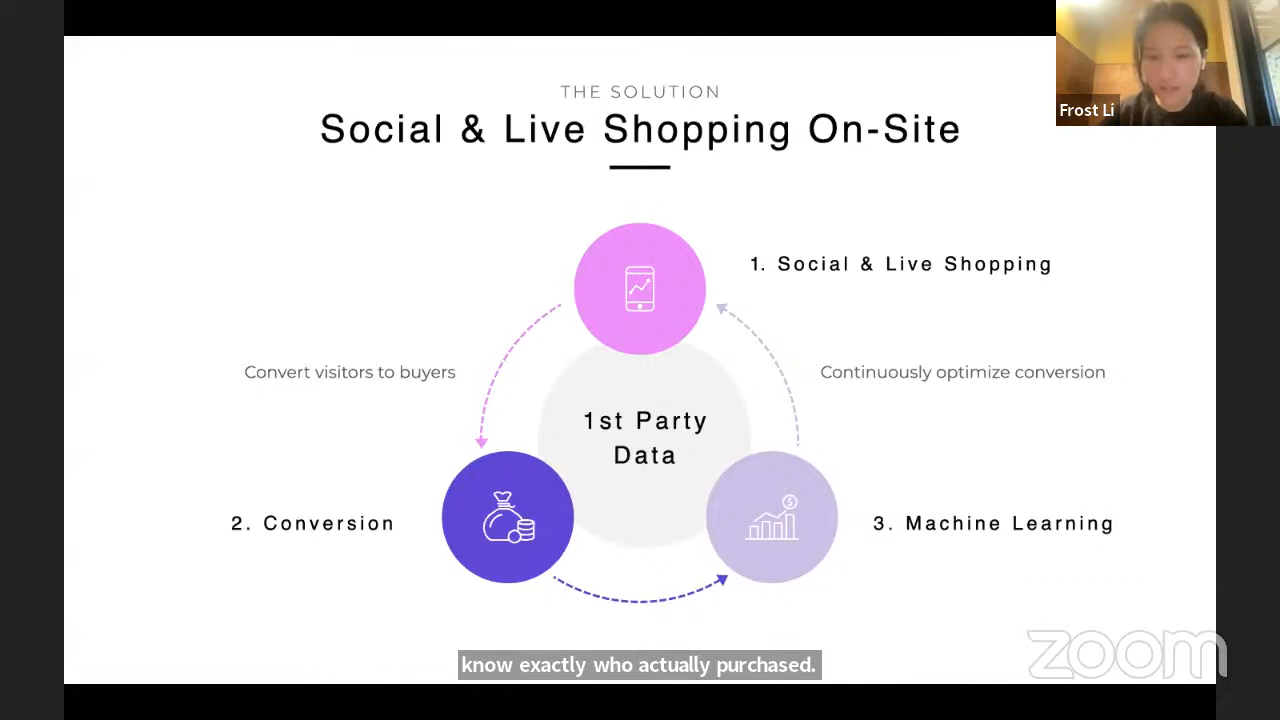 THE SOLUTION
Social & Live Shopping On-Site
Frost Li
1. Social & Live Shopping
Convert visitors to buyers
Continuously optimize conversion
1st Party
Data
2. Conversion
3. Machine Learning
$
know exactly who actually purchased.
zoom